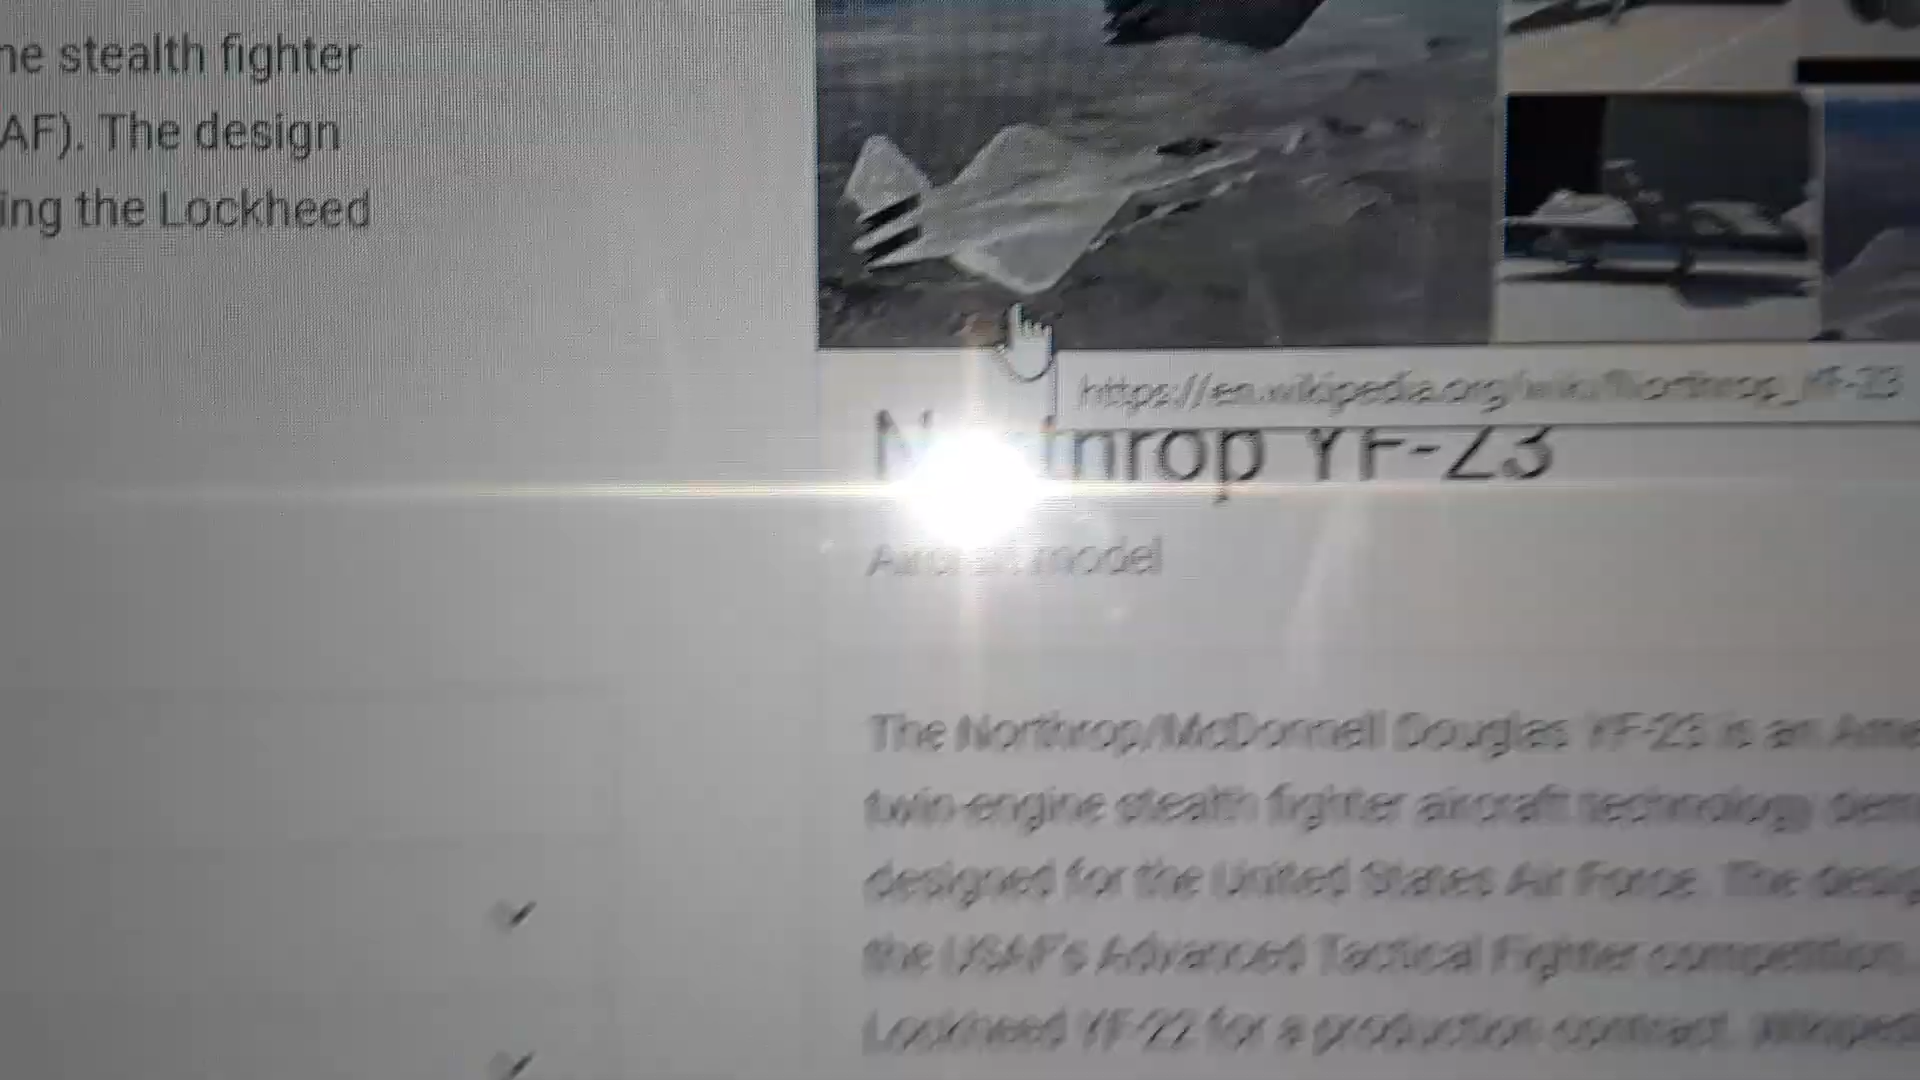 he stealth fighter
AF). The design
ing the Lockheed
https://en.wikipedia.org/wiki/Northrop_YF-23
Northrop YF-23
Aircraft model
The Northrop/McDonnell Douglas YF-23 is an Ame
twin-engine stealth fighter aircraft technology dem
designed for the United States Air Force. The desig
the USAF's Advanced Tactical Fighter competition,
Lockheed YF-22 for a production contract. Wikiped